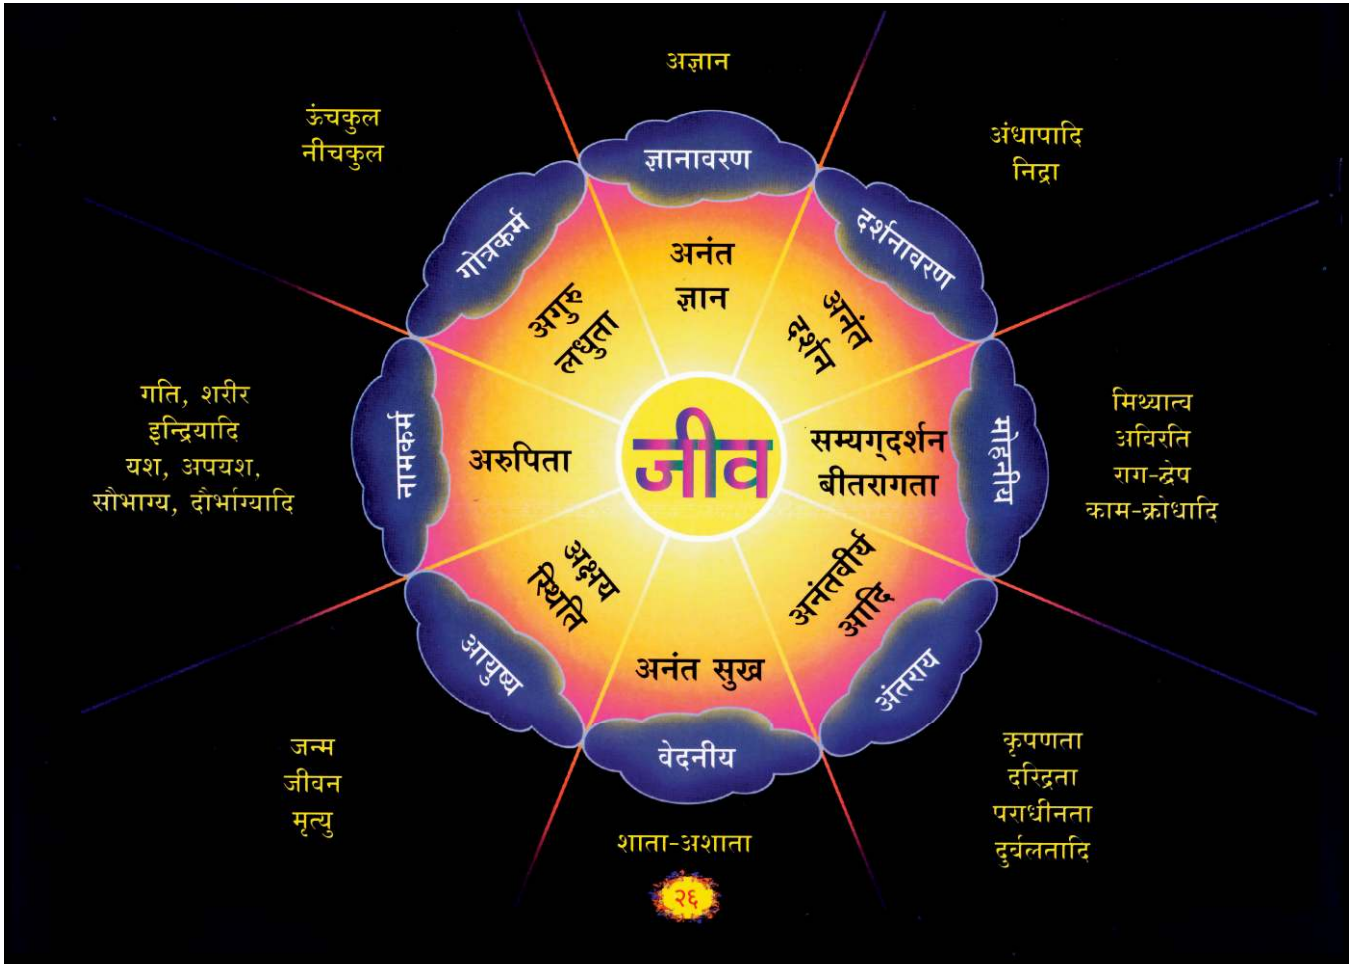 अज्ञान
ऊंचकुल
नीचकुल
अंधापादि
निद्रा
ज्ञानावरण
गोत्रकर्म
दर्शनावरण
अनंत
ज्ञान
अगुरु
लधुता
अनंत
दर्शन
गति, शरीर
इन्द्रियादि
यश, अपयश,
सौभाग्य, दौर्भाग्यादि
नामकर्म
अरुपिता
जीव
सम्यग्‌दर्शन
बीतरागता
मोहनीय
मिथ्यात्व
अविरति
राग-द्वेष
काम-क्रोधादि
अक्षय
स्थिति
अनंतवीर्य
आदि
आयुष्य
अनंत सुख
अंतराय
वेदनीय
जन्म
जीवन
मृत्यु
कृपणता
दरिद्रता
पराधीनता
दुर्बलतादि
शाता-अशाता
२६